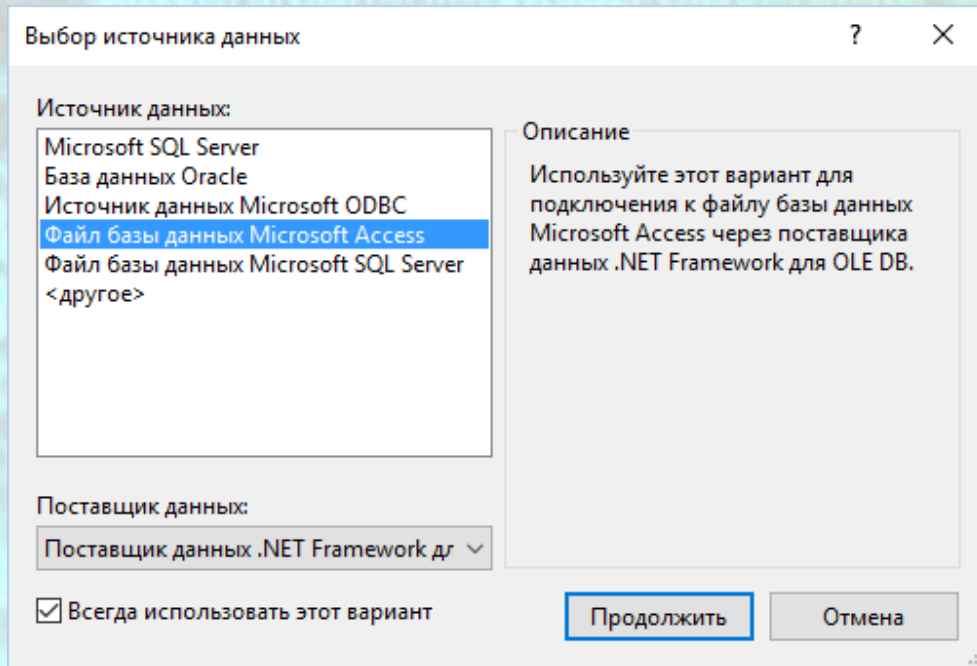 Выбор источника данных
?
Источник данных:
Microsoft SQL Server
База данных Oracle
Источник данных Microsoft ODBC
Файл базы данных Microsoft Access
Файл базы данных Microsoft SQL Server
<другое>
Описание
Используйте этот вариант для
подключения к файлу базы данных
Microsoft Access через поставщика
данных .NET Framework для OLE DB.
Поставщик данных:
Поставщик данных .NET Framework дл
Всегда использовать этот вариант
Продолжить
Отмена